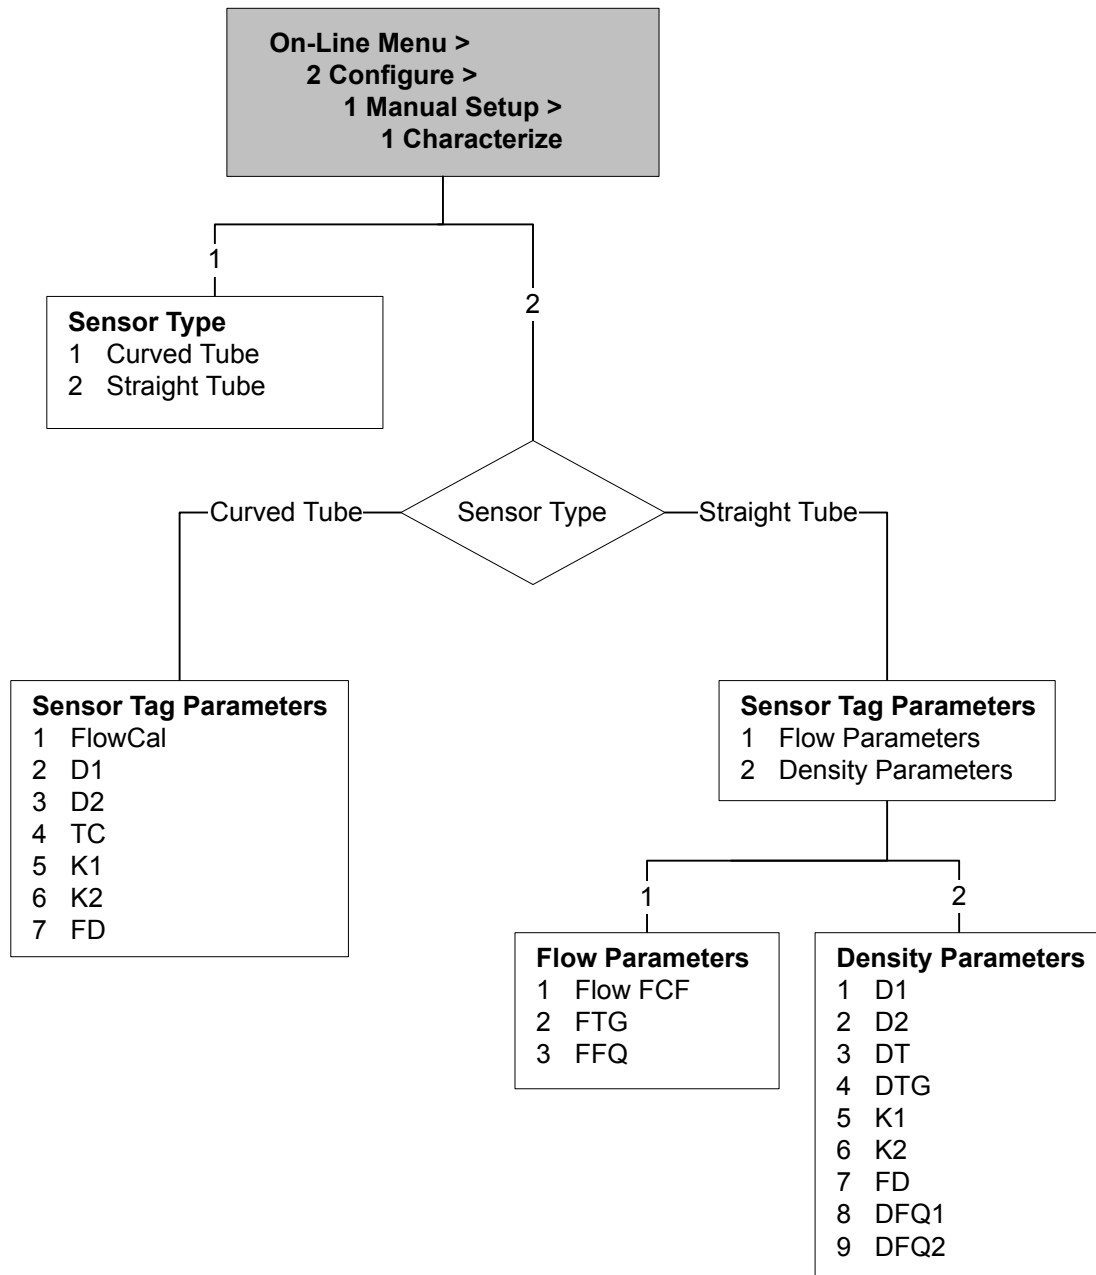 On-Line Menu >
2 Configure >
1 Manual Setup >
1 Characterize
1
2
Sensor Type
1 Curved Tube
2 Straight Tube
Curved Tube
Sensor Type
Straight Tube
Sensor Tag Parameters
1 FlowCal
2 D1
3 D2
4 TC
5 K1
6 K2
7 FD
Sensor Tag Parameters
1 Flow Parameters
2 Density Parameters
1
2
Flow Parameters
1 Flow FCF
2 FTG
3 FFQ
Density Parameters
1 D1
2 D2
3 DT
4 DTG
5 K1
6 K2
7 FD
8 DFQ1
9 DFQ2